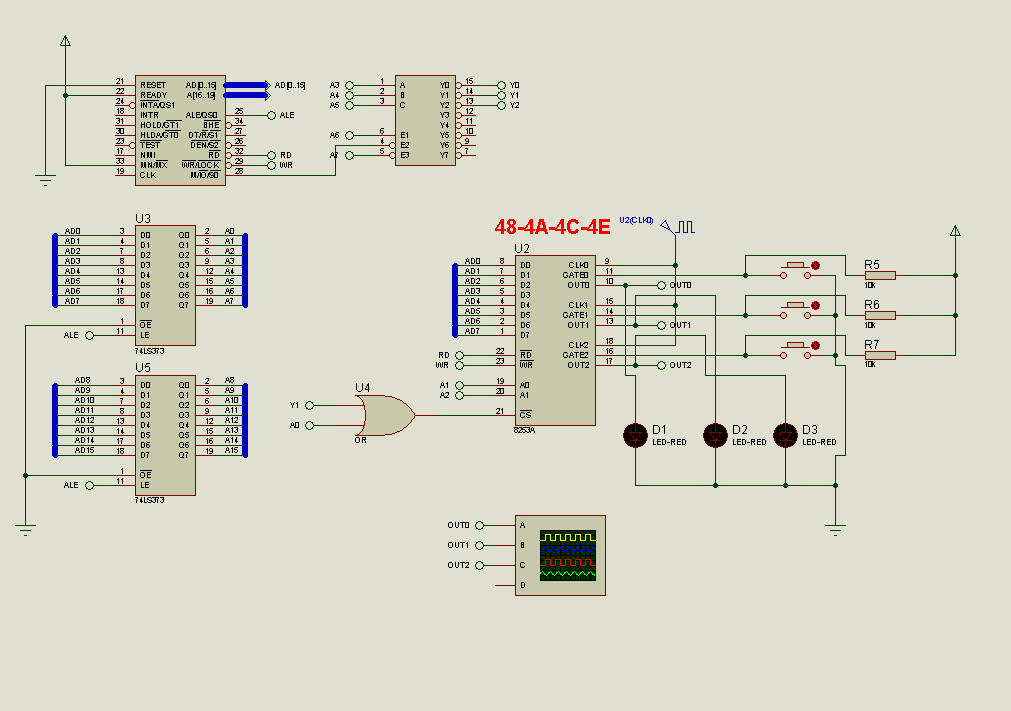 21 RESET AD[0..15] AD[0..15]
22 READY A[16..19]
24 INTA/QS1
18 INTR ALE/QS0 25 ALE
31 HOLD/GT1 BHE 34
30 HLDA/GT0 DT/R/S1 27
23 TEST DEN/S2 26
17 NMI RD 32 RD
33 MN/MX WR/LOCK 29 WR
19 CLK M/IO/S0 28
A3 1 A Y0 15 Y0
A4 2 B Y1 14 Y1
A5 3 C Y2 13 Y2
Y3 12
Y4 11
A6 6 E1 Y5 10
4 E2 Y6 9
A7 5 E3 Y7 7
U3
AD0 3 D0 Q0 2 A0
AD1 4 D1 Q1 5 A1
AD2 7 D2 Q2 6 A2
AD3 8 D3 Q3 9 A3
AD4 13 D4 Q4 12 A4
AD5 14 D5 Q5 15 A5
AD6 17 D6 Q6 16 A6
AD7 18 D7 Q7 19 A7
1 OE
ALE 11 LE
74LS373
U5
AD8 3 D0 Q0 2 A8
AD9 4 D1 Q1 5 A9
AD10 7 D2 Q2 6 A10
AD11 8 D3 Q3 9 A11
AD12 13 D4 Q4 12 A12
AD13 14 D5 Q5 15 A13
AD14 17 D6 Q6 16 A14
AD15 18 D7 Q7 19 A15
1 OE
ALE 11 LE
74LS373
48-4A-4C-4E
U2(CLK0)
U2
AD0 8 D0 CLK0 9
AD1 7 D1 GATE0 11
AD2 6 D2 OUT0 10 OUT0
AD3 5 D3
AD4 4 D4 CLK1 15
AD5 3 D5 GATE1 14
AD6 2 D6 OUT1 13 OUT1
AD7 1 D7
CLK2 18
RD 22 RD GATE2 16
WR 23 WR OUT2 17 OUT2
A1 19 A0
A2 20 A1
21 CS
8253A
R5
10k
R6
10k
R7
10k
U4
Y1
A0
OR
D1
LED-RED
D2
LED-RED
D3
LED-RED
OUT0 A
OUT1 B
OUT2 C
D